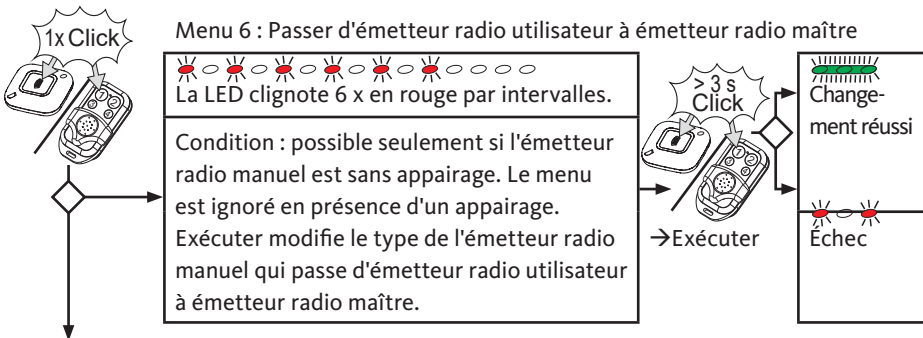 Menu 6 : Passer d'émetteur radio utilisateur à émetteur radio maître
1x Click
La LED clignote 6 x en rouge par intervalles.
Condition : possible seulement si l'émetteur
radio manuel est sans appairage. Le menu
est ignoré en présence d'un appairage.
Exécuter modifie le type de l'émetteur radio
manuel qui passe d'émetteur radio utilisateur
à émetteur radio maître.
> 3 s
Click
→Exécuter
Change-
ment réussi
Échec